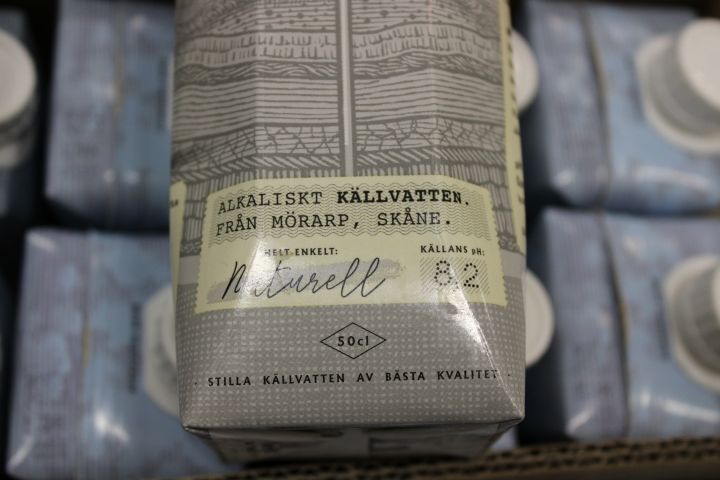 ALKALISKT KÄLLVATTEN.
FRÅN MÖRARP, SKÅNE.
HELT ENKELT:
Naturell
KÄLLANS pH:
8.2
50cl
· STILLA KÄLLVATTEN AV BÄSTA KVALITET ·